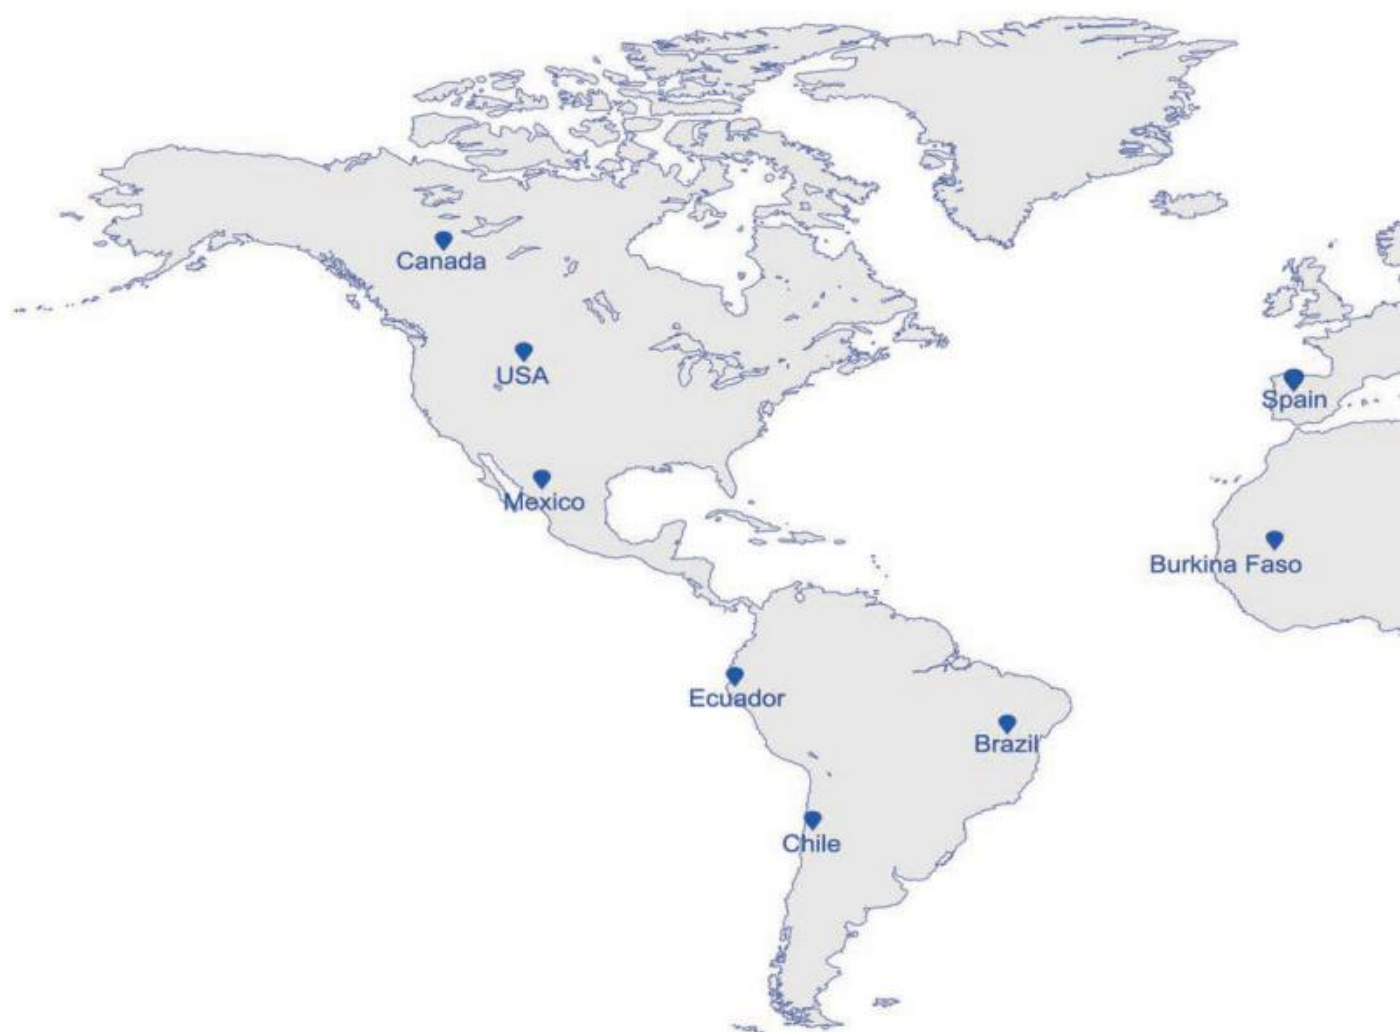 Canada
USA
Spain
Mexico
Burkina Faso
Ecuador
Brazil
Chile